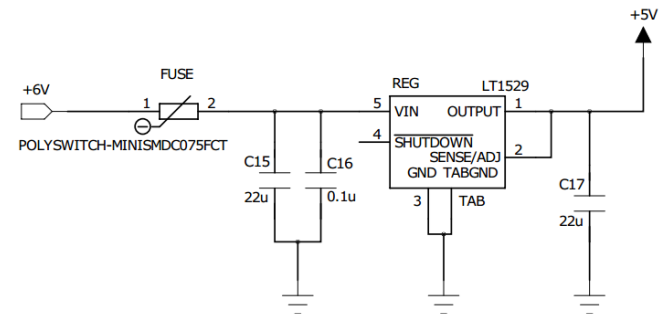 +5V
FUSE
+6V
1
2
POLYSWITCH-MINISMDC075FCT
REG
LT1529
5
VIN
OUTPUT
1
4
SHUTDOWN
SENSE/ADJ
2
GND
TABGND
3
TAB
C15
22u
C16
0.1u
C17
22u